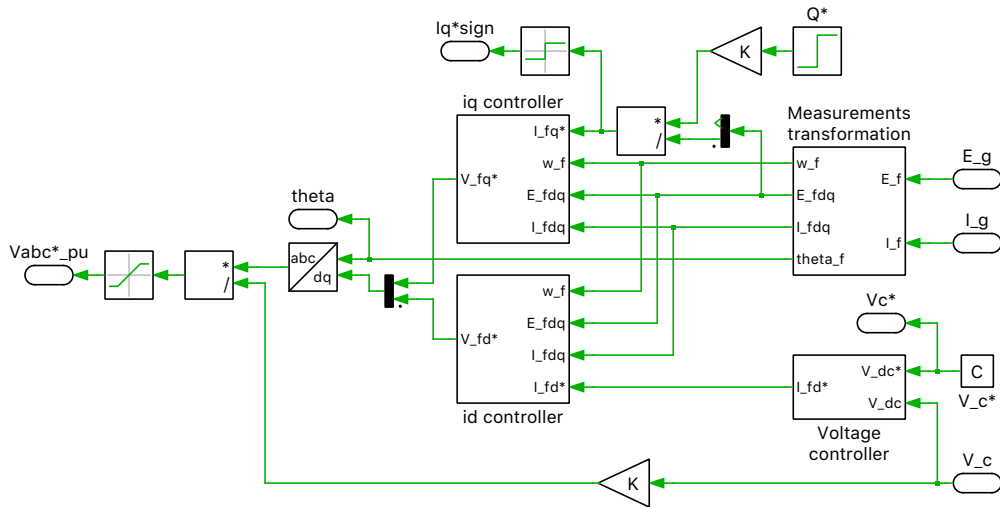 Q*
Iq*sign
K
iq controller
Measurements
transformation
I_fq*
*
/
w_f
w_f
E_g
V_fq*
E_fdq
E_fdq
E_f
theta
I_fdq
I_fdq
I_g
I_f
Vabc*_pu
abc
dq
*
/
theta_f
w_f
Vc*
E_fdq
V_fd*
I_fdq
V_dc*
C
I_fd*
I_fd*
V_dc
V_c*
id controller
Voltage
controller
V_c
K